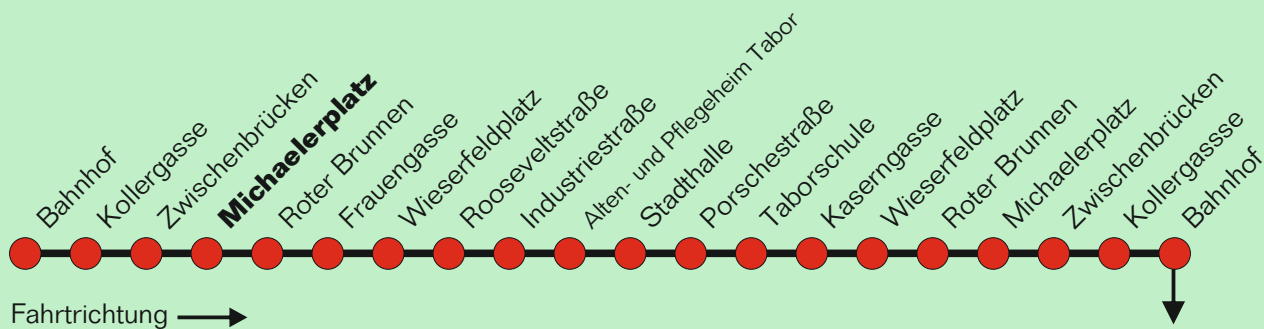 Bahnhof
Kollergasse
Zwischenbrücken
Michaelerplatz
Roter Brunnen
Frauengasse
Wieserfeldplatz
Rooseveltstraße
Industriestraße
Alten- und Pflegeheim Tabor
Stadthalle
Porschestraße
Taborschule
Kaserngasse
Wieserfeldplatz
Roter Brunnen
Michaelerplatz
Zwischenbrücken
Kollergasse
Bahnhof
Fahrtrichtung